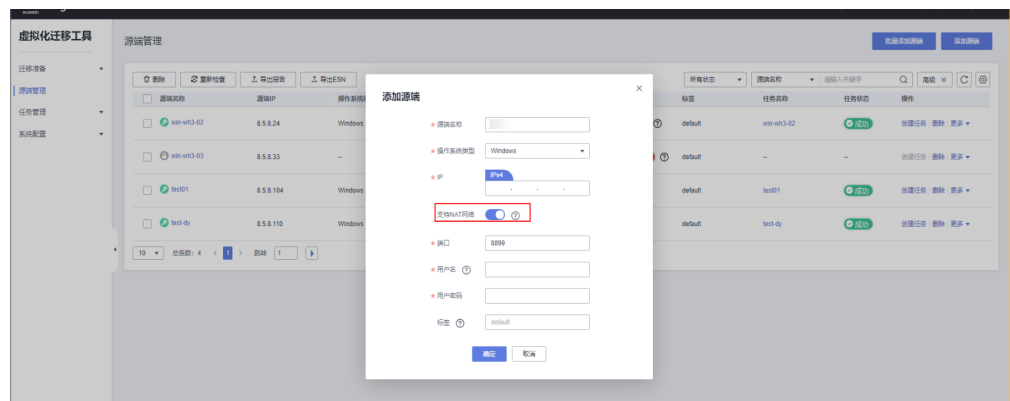 HUAWEI
虚拟化迁移工具
迁移准备
源端管理
任务管理
系统配置
源端管理
批量添加源端
添加源端
删除
重新检查
导出报告
导出ESN
所有状态
源端名称
请输入关键字
高级
源端名称
源端IP
操作系统
标签
任务名称
任务状态
操作
win-wh3-02
8.5.8.24
Windows
default
win-wh3-02
成功
创建任务 删除 更多
win-wh3-03
8.5.8.33
–
default
–
–
创建任务 删除 更多
test01
8.5.8.104
Windows
default
test01
成功
创建任务 删除 更多
test-dy
8.5.8.110
Windows
default
test-dy
成功
创建任务 删除 更多
10
总条数: 4
< 1 >
跳转 1
添加源端
×
* 源端名称
* 操作系统类型 Windows
* IP IPv4
. . .
支持NAT网络 ?
* 端口 8899
* 用户名 ?
* 用户密码
标签 ? default
确定
取消